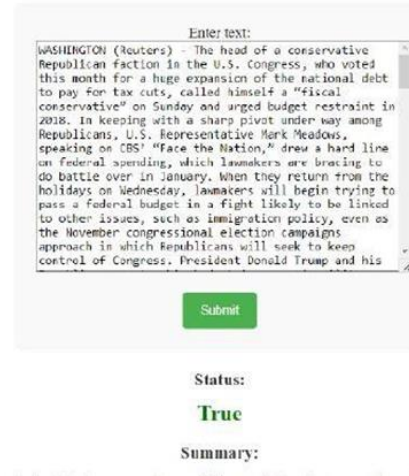 Enter text:
WASHINGTON (Reuters) - The head of a conservative
Republican faction in the U.S. Congress, who voted
this month for a huge expansion of the national debt
to pay for tax cuts, called himself a “fiscal
conservative” on Sunday and urged budget restraint in
2018. In keeping with a sharp pivot under way among
Republicans, U.S. Representative Mark Meadows,
speaking on CBS’ “Face the Nation,” drew a hard line
on federal spending, which lawmakers are bracing to
do battle over in January. When they return from the
holidays on Wednesday, lawmakers will begin trying to
pass a federal budget in a fight likely to be linked
to other issues, such as immigration policy, even as
the November congressional election campaigns
approach in which Republicans will seek to keep
control of Congress. President Donald Trump and his
Submit
Status:
True
Summary: